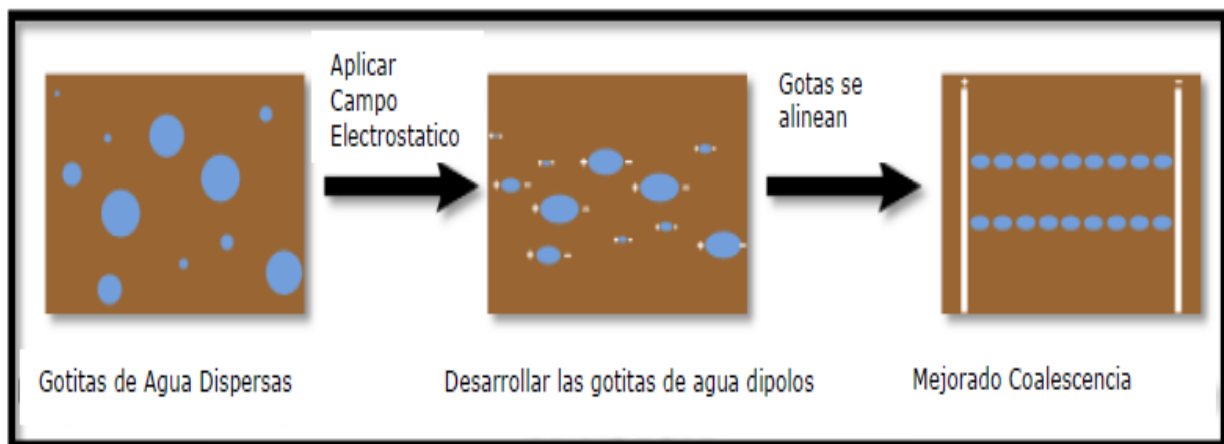 Aplicar
Campo
Electrostatico
Gotas se
alinean
+ -
Gotitas de Agua Dispersas
Desarrollar las gotitas de agua dipolos
Mejorado Coalescencia